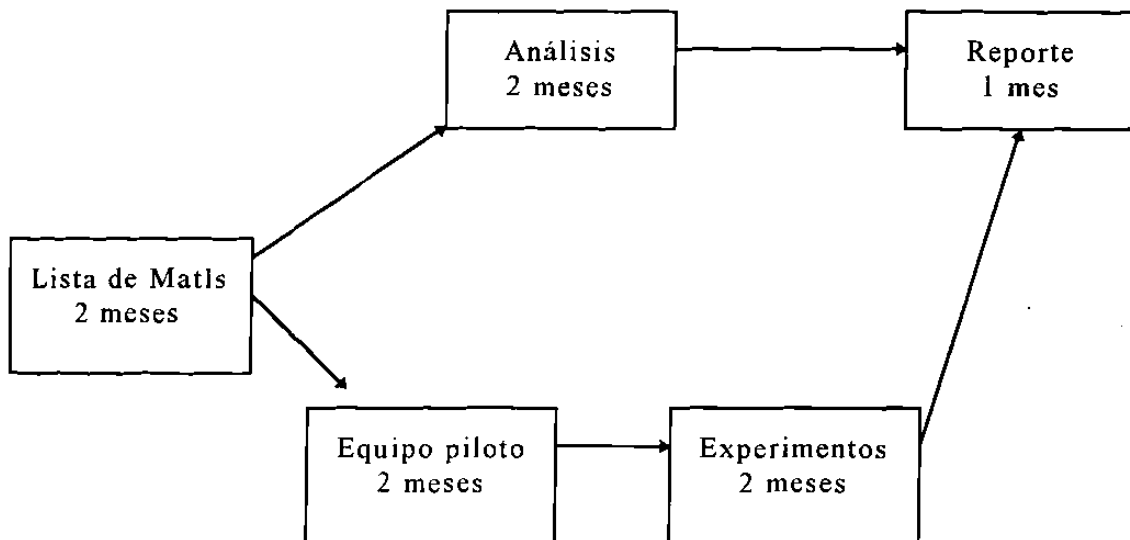 Análisis
2 meses
Reporte
1 mes
Lista de Matls
2 meses
Equipo piloto
2 meses
Experimentos
2 meses